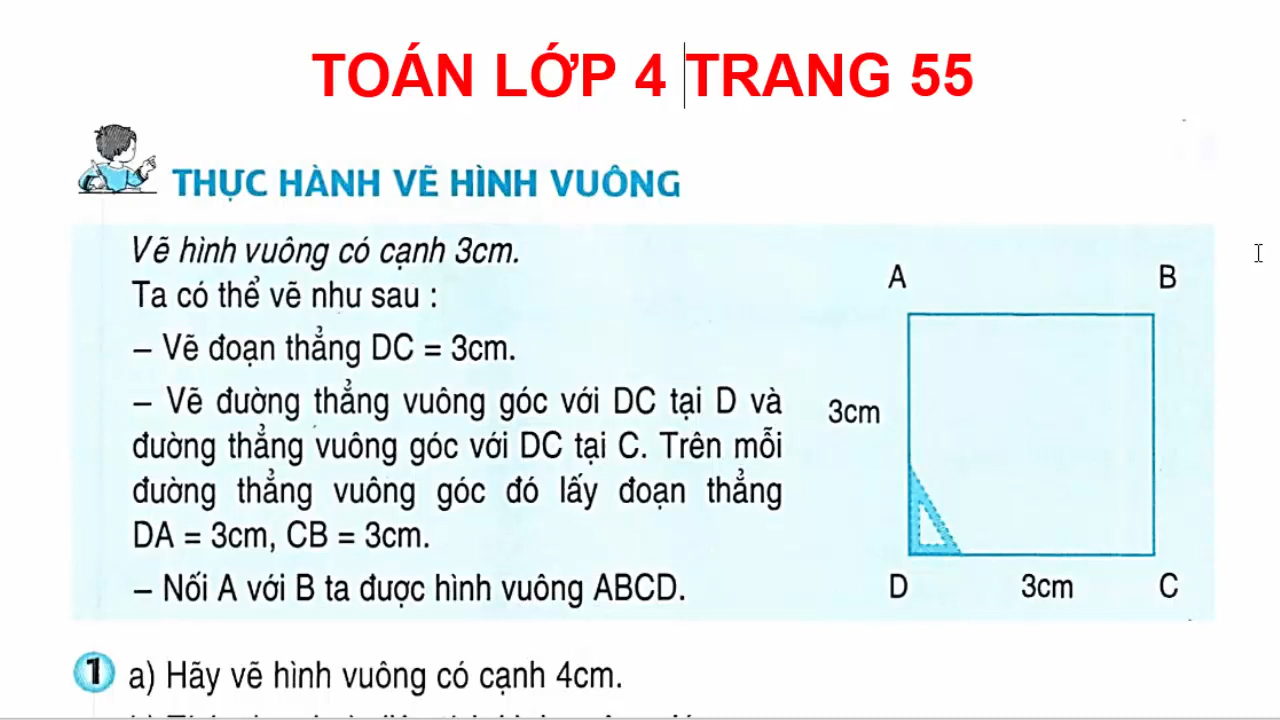 TOÁN LỚP 4 TRANG 55
THỰC HÀNH VẼ HÌNH VUÔNG
Vẽ hình vuông có cạnh 3cm.
Ta có thể vẽ như sau :
– Vẽ đoạn thẳng DC = 3cm.
– Vẽ đường thẳng vuông góc với DC tại D và
đường thẳng vuông góc với DC tại C. Trên mỗi
đường thẳng vuông góc đó lấy đoạn thẳng
DA = 3cm, CB = 3cm.
– Nối A với B ta được hình vuông ABCD.
A B
3cm
D 3cm C
1 a) Hãy vẽ hình vuông có cạnh 4cm.